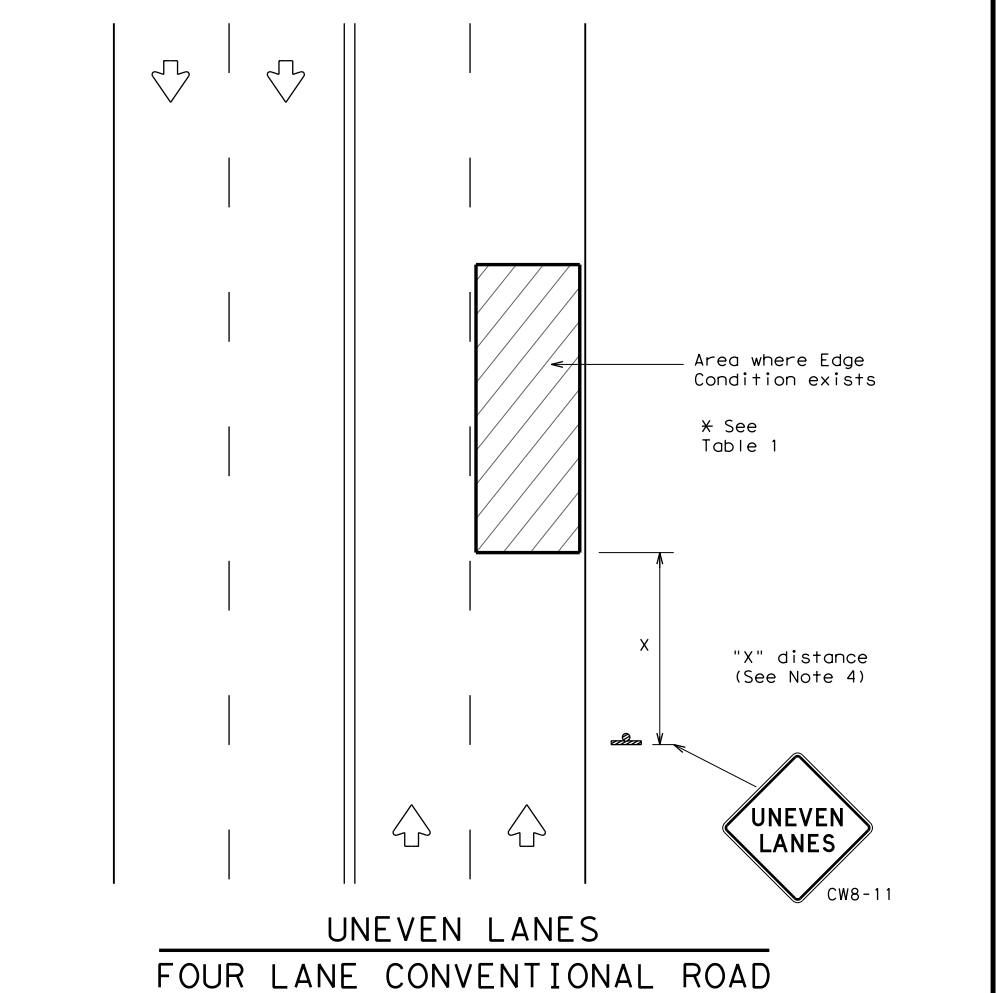 Area where Edge
Condition exists
* See
Table 1
X
"X" distance
(See Note 4)
UNEVEN
LANES
CW8-11
UNEVEN LANES
FOUR LANE CONVENTIONAL ROAD